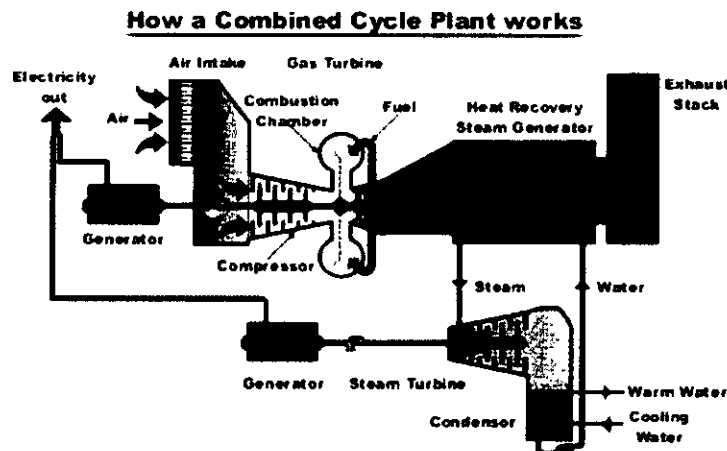 How a Combined Cycle Plant works
Air Intake
Gas Turbine
Electricity
out
Combustion
Chamber
Fuel
Heat Recovery
Steam Generator
Exhaust
Stack
Air
Generator
Compressor
Steam
Water
Generator
Steam Turbine
Condensor
Warm Water
Cooling
Water